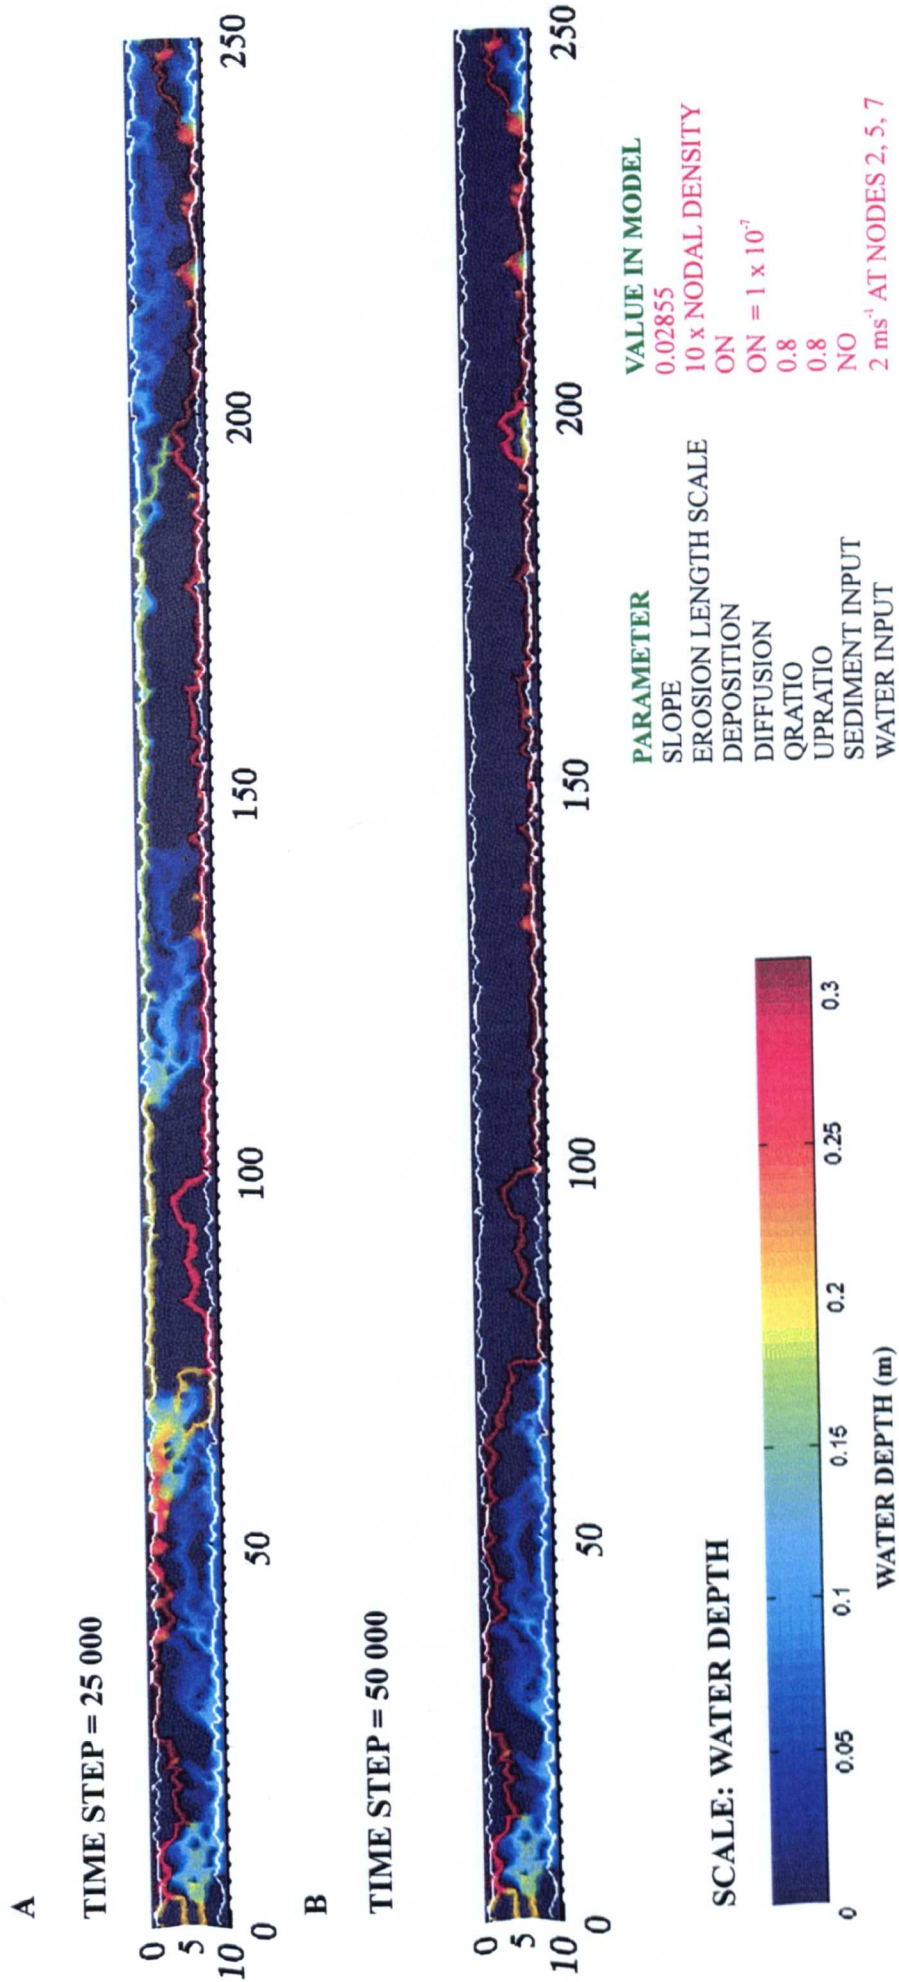 A
TIME STEP = 25 000
0
5
10
0
50
100
150
200
250
B
TIME STEP = 50 000
0
5
10
0
50
100
150
200
250
SCALE: WATER DEPTH
0
0.05
0.1
0.15
0.2
0.25
0.3
WATER DEPTH (m)
PARAMETER VALUE IN MODEL
SLOPE 0.02855
EROSION LENGTH SCALE 10 x NODAL DENSITY
DEPOSITION ON
DIFFUSION ON = 1 x 10⁻⁷
QRATIO 0.8
UPRATIO 0.8
SEDIMENT INPUT NO
WATER INPUT 2 ms⁻¹ AT NODES 2, 5, 7